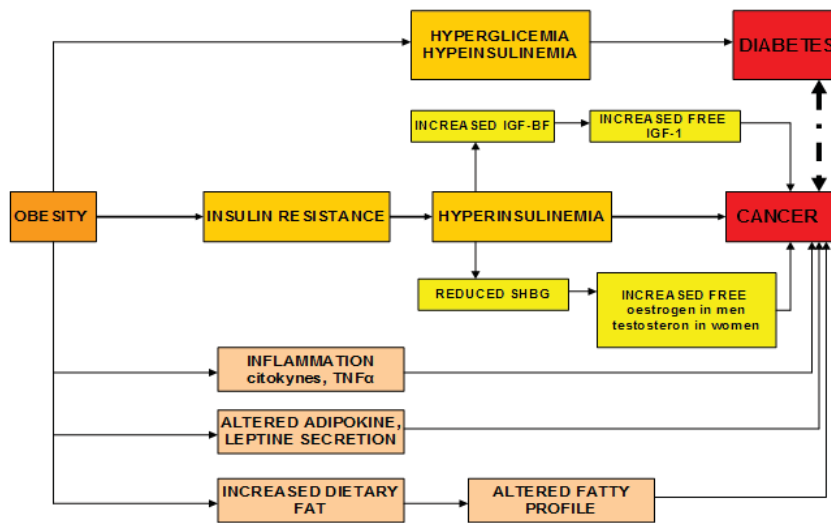 HYPERGLICEMIA
HYPEINSULINEMIA
DIABETES
INCREASED IGF-BF
INCREASED FREE
IGF-1
OBESITY
INSULIN RESISTANCE
HYPERINSULINEMIA
CANCER
REDUCED SHBG
INCREASED FREE
oestrogen in men
testosteron in women
INFLAMMATION
citokynes, TNFα
ALTERED ADIPOKINE,
LEPTINE SECRETION
INCREASED DIETARY
FAT
ALTERED FATTY
PROFILE